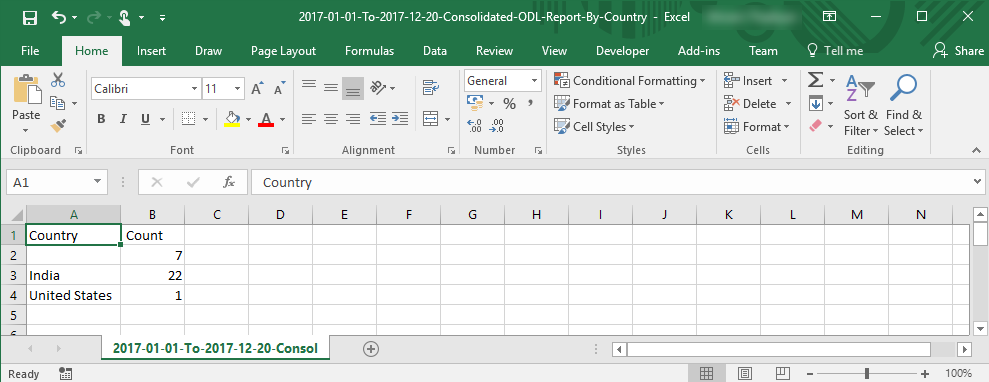 2017-01-01-To-2017-12-20-Consolidated-ODL-Report-By-Country - Excel
File Home Insert Draw Page Layout Formulas Data Review View Developer Add-ins Team Tell me Share
Paste
Calibri 11 A A
B I U A
General
% ,
.00 .0
Conditional Formatting
Format as Table
Cell Styles
Insert
Delete
Format
Σ
A Z
Sort & Filter
Find & Select
Clipboard Font Alignment Number Styles Cells Editing
A1 fx Country
A B C D E F G H I J K L M N
1 Country Count
2 7
3 India 22
4 United States 1
5
2017-01-01-To-2017-12-20-Consol
Ready 100%